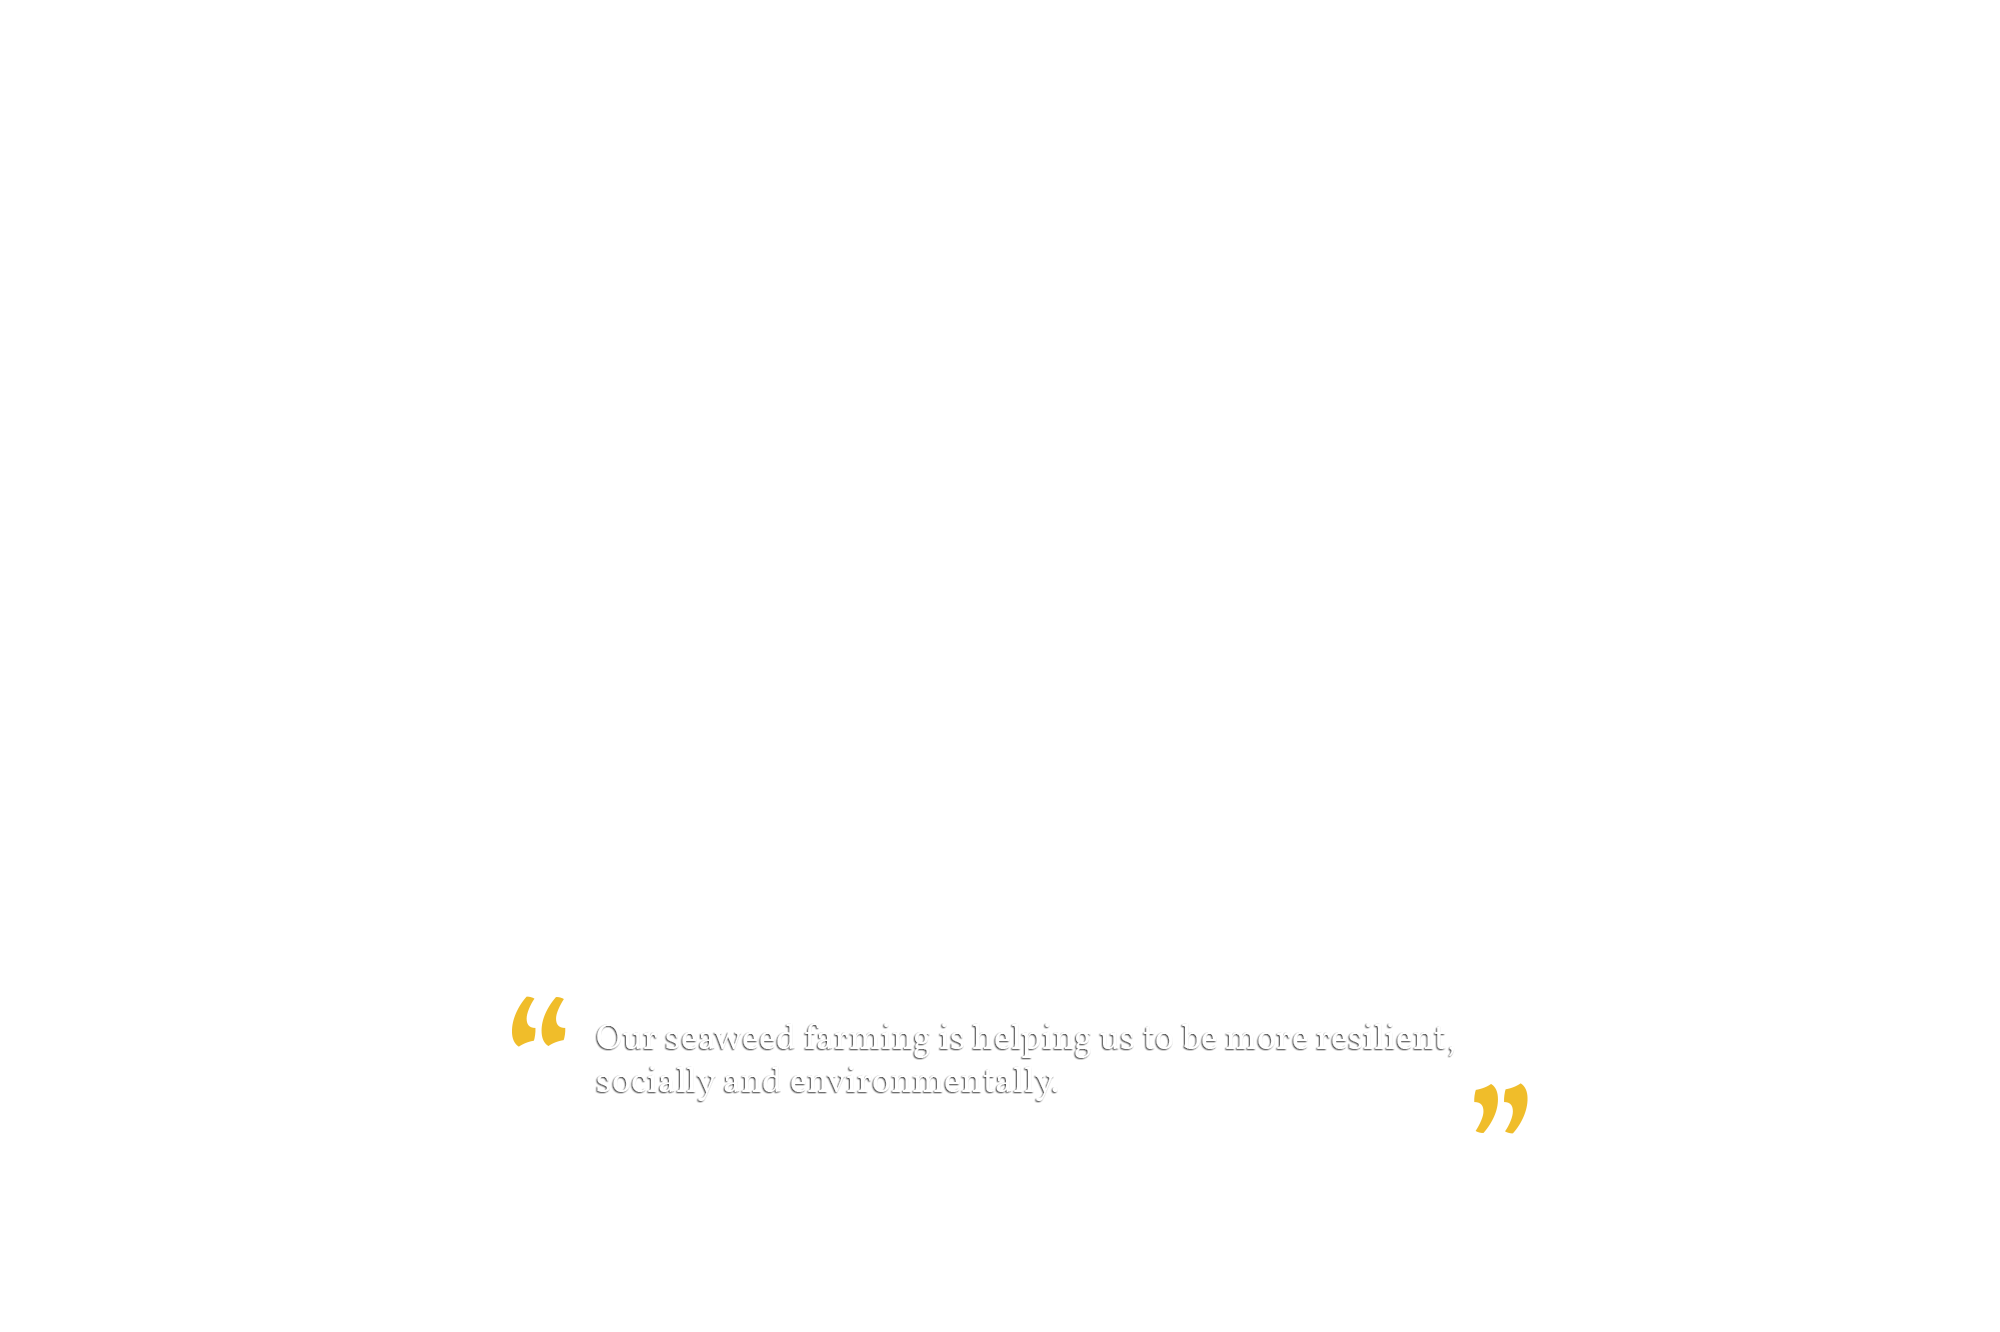 “Our seaweed farming is helping us to be more resilient,
socially and environmentally.”